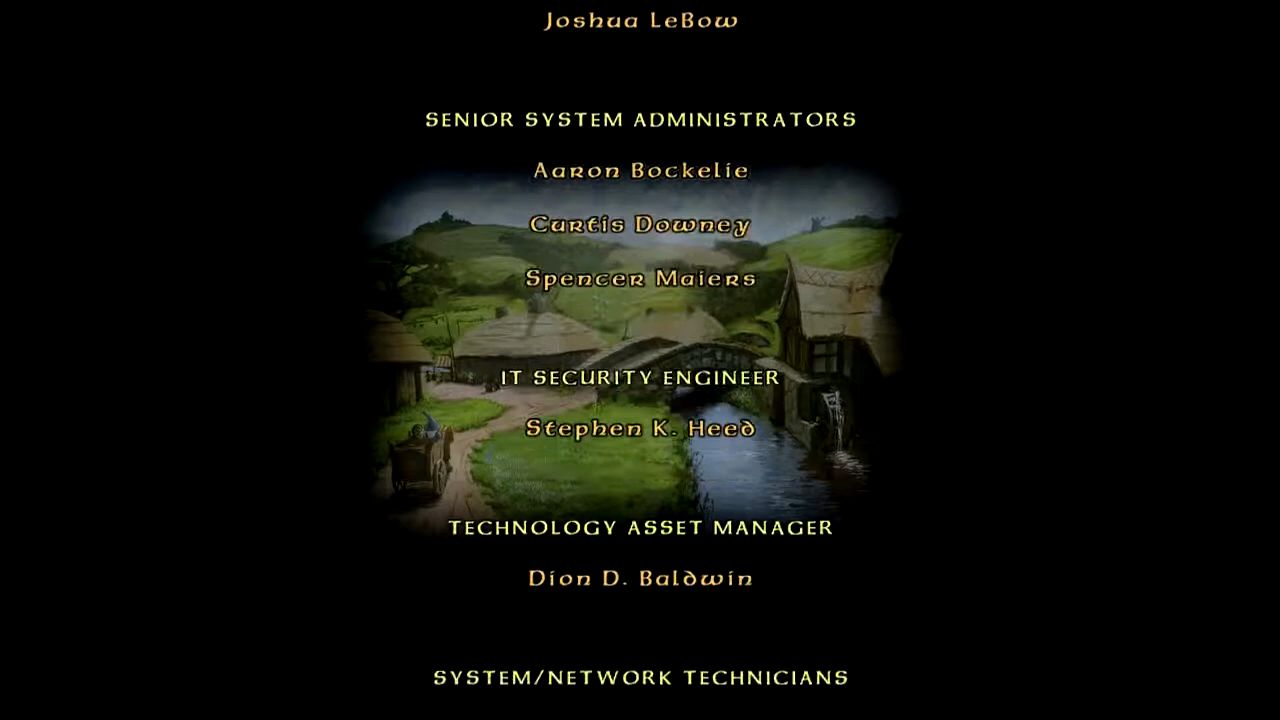 Joshua LeBow
SENIOR SYSTEM ADMINISTRATORS
Aaron Bockelie
Curtis Downey
Spencer Maiers
IT SECURITY ENGINEER
Stephen K. Heed
TECHNOLOGY ASSET MANAGER
Dion D. Baldwin
SYSTEM/NETWORK TECHNICIANS